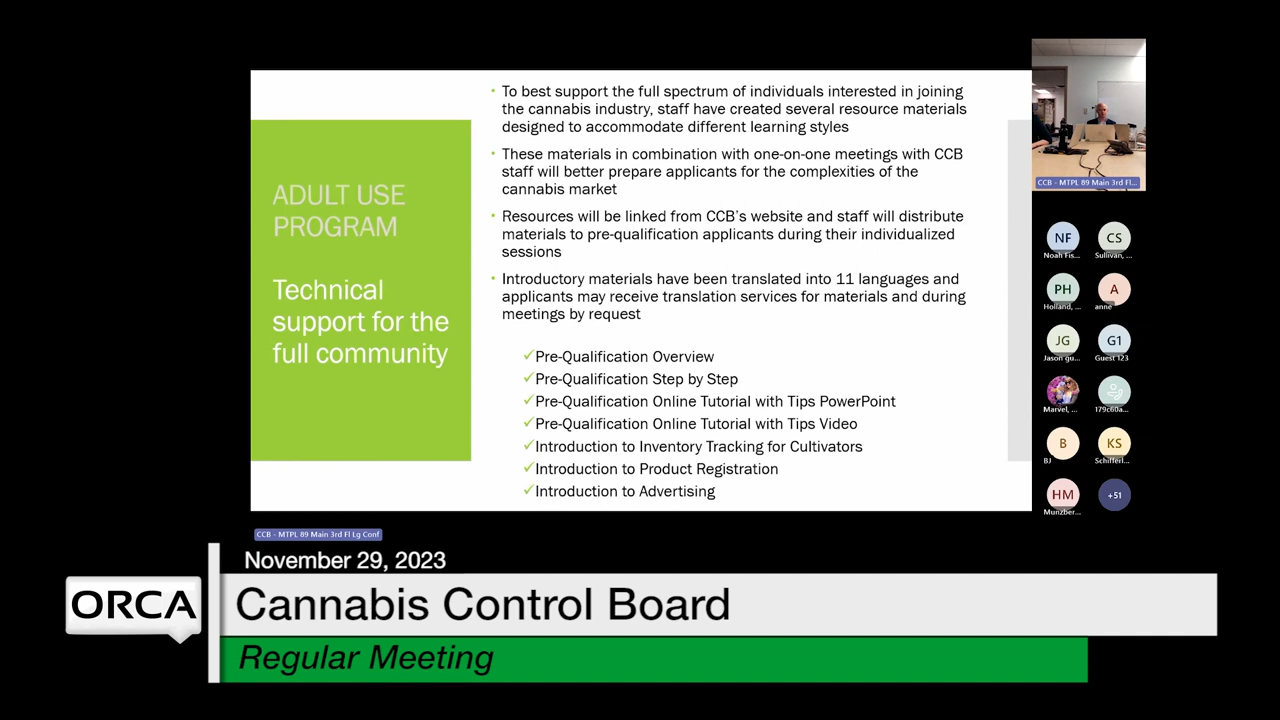 ADULT USE
PROGRAM
Technical
support for the
full community
• To best support the full spectrum of individuals interested in joining
the cannabis industry, staff have created several resource materials
designed to accommodate different learning styles
• These materials in combination with one-on-one meetings with CCB
staff will better prepare applicants for the complexities of the
cannabis market
• Resources will be linked from CCB's website and staff will distribute
materials to pre-qualification applicants during their individualized
sessions
• Introductory materials have been translated into 11 languages and
applicants may receive translation services for materials and during
meetings by request
✓Pre-Qualification Overview
✓Pre-Qualification Step by Step
✓Pre-Qualification Online Tutorial with Tips PowerPoint
✓Pre-Qualification Online Tutorial with Tips Video
✓Introduction to Inventory Tracking for Cultivators
✓Introduction to Product Registration
✓Introduction to Advertising
CCB - MTPL 89 Main 3rd Fl...
NF
Noah Fis...
CS
Sullivan, ...
PH
Holland, ...
A
anne
JG
Jason gu...
G1
Guest 123
Marvel, ...
179c60a...
B
BJ
KS
Schifferl...
HM
Munzber...
+51
CCB - MTPL 89 Main 3rd Fl Lg Conf
November 29, 2023
ORCA
Cannabis Control Board
Regular Meeting